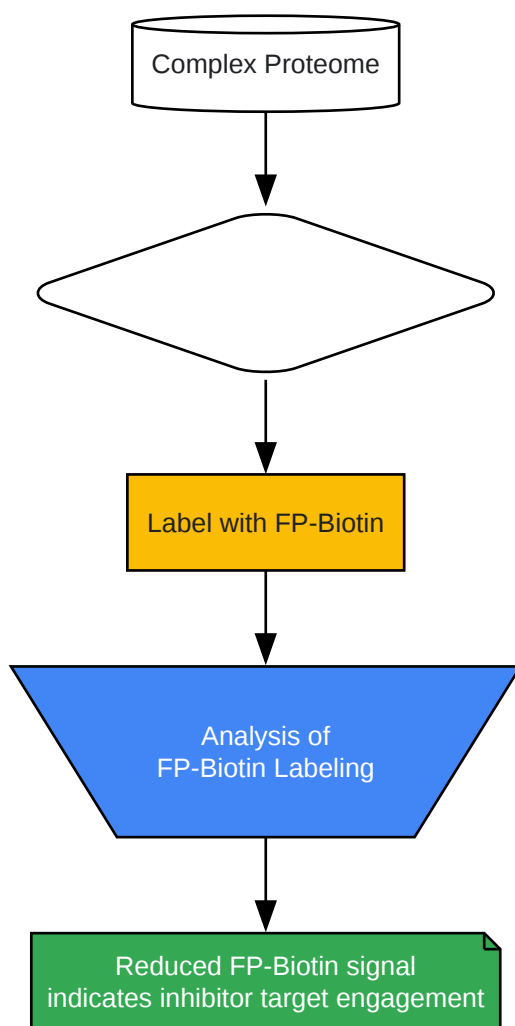 Complex Proteome
Label with FP-Biotin
Analysis of
FP-Biotin Labeling
Reduced FP-Biotin signal
indicates inhibitor target engagement